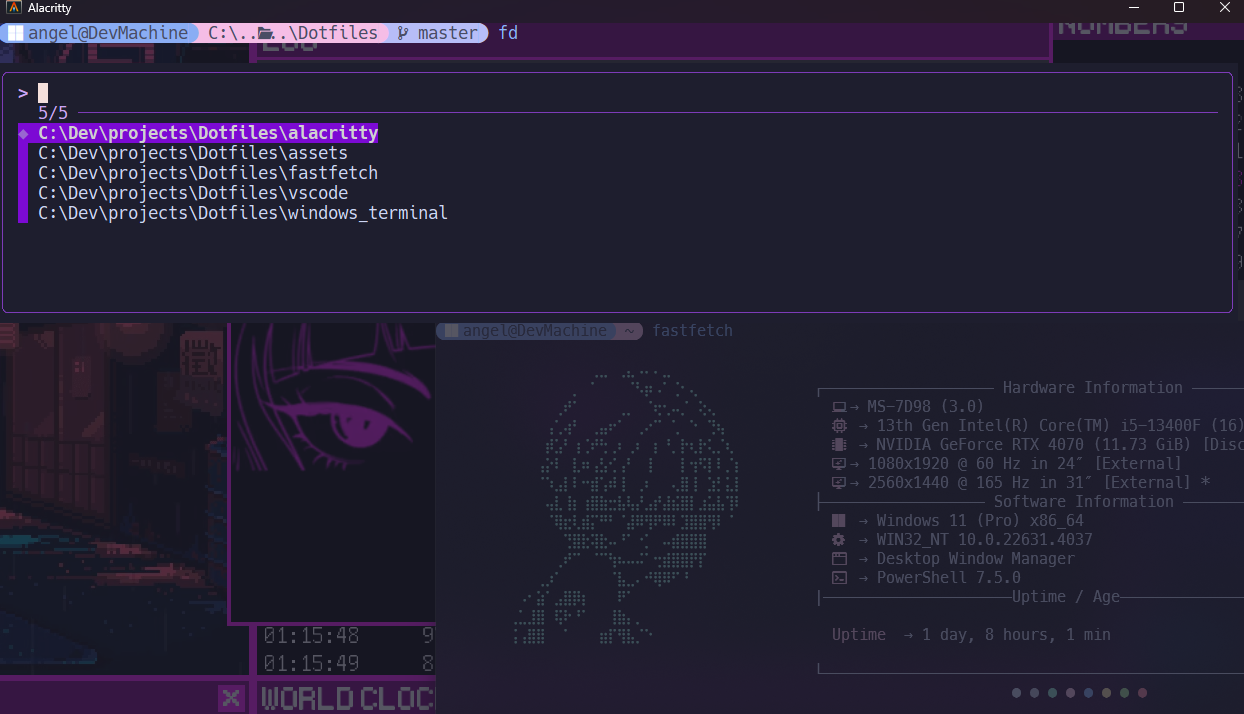 Alacritty
angel@DevMachine C:\....\Dotfiles master fd
NUMBERS
>
5/5
C:\Dev\projects\Dotfiles\alacritty
C:\Dev\projects\Dotfiles\assets
C:\Dev\projects\Dotfiles\fastfetch
C:\Dev\projects\Dotfiles\vscode
C:\Dev\projects\Dotfiles\windows_terminal
angel@DevMachine ~ fastfetch
Hardware Information
→ MS-7D98 (3.0)
→ 13th Gen Intel(R) Core(TM) i5-13400F (16)
→ NVIDIA GeForce RTX 4070 (11.73 GiB) [Disc
→ 1080x1920 @ 60 Hz in 24″ [External]
→ 2560x1440 @ 165 Hz in 31″ [External] *
Software Information
→ Windows 11 (Pro) x86_64
→ WIN32_NT 10.0.22631.4037
→ Desktop Window Manager
→ PowerShell 7.5.0
Uptime / Age
Uptime → 1 day, 8 hours, 1 min
01:15:48 9
01:15:49 8
WORLD CLOC